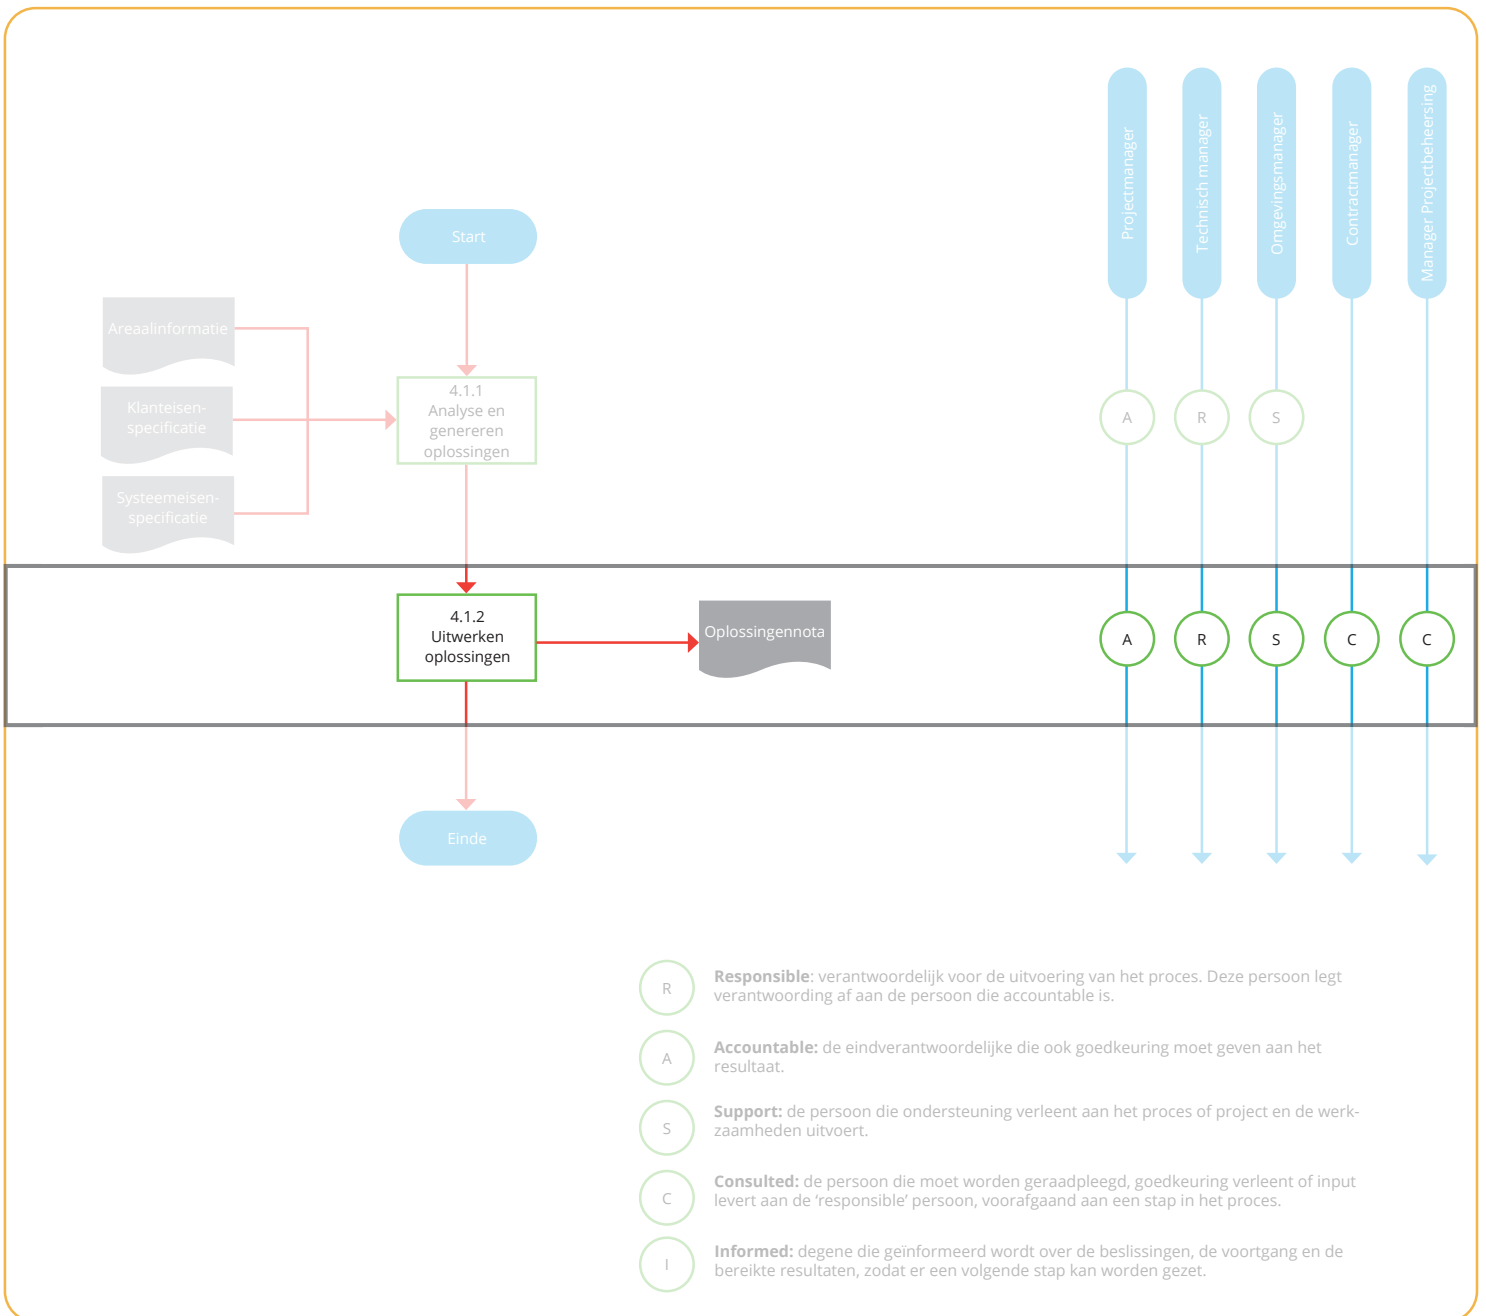 Projectmanager
Technisch manager
Omgevingsmanager
Contractmanager
Manager Projectbeheersing
Start
Areaalinformatie
Klanteisen-
specificatie
Systeemeisen-
specificatie
4.1.1
Analyse en
genereren
oplossingen
A
R
S
4.1.2
Uitwerken
oplossingen
Oplossingennota
A
R
S
C
C
Einde
R
Responsible: verantwoordelijk voor de uitvoering van het proces. Deze persoon legt
verantwoording af aan de persoon die accountable is.
A
Accountable: de eindverantwoordelijke die ook goedkeuring moet geven aan het
resultaat.
S
Support: de persoon die ondersteuning verleent aan het proces of project en de werk-
zaamheden uitvoert.
C
Consulted: de persoon die moet worden geraadpleegd, goedkeuring verleent of input
levert aan de ‘responsible’ persoon, voorafgaand aan een stap in het proces.
I
Informed: degene die geïnformeerd wordt over de beslissingen, de voortgang en de
bereikte resultaten, zodat er een volgende stap kan worden gezet.